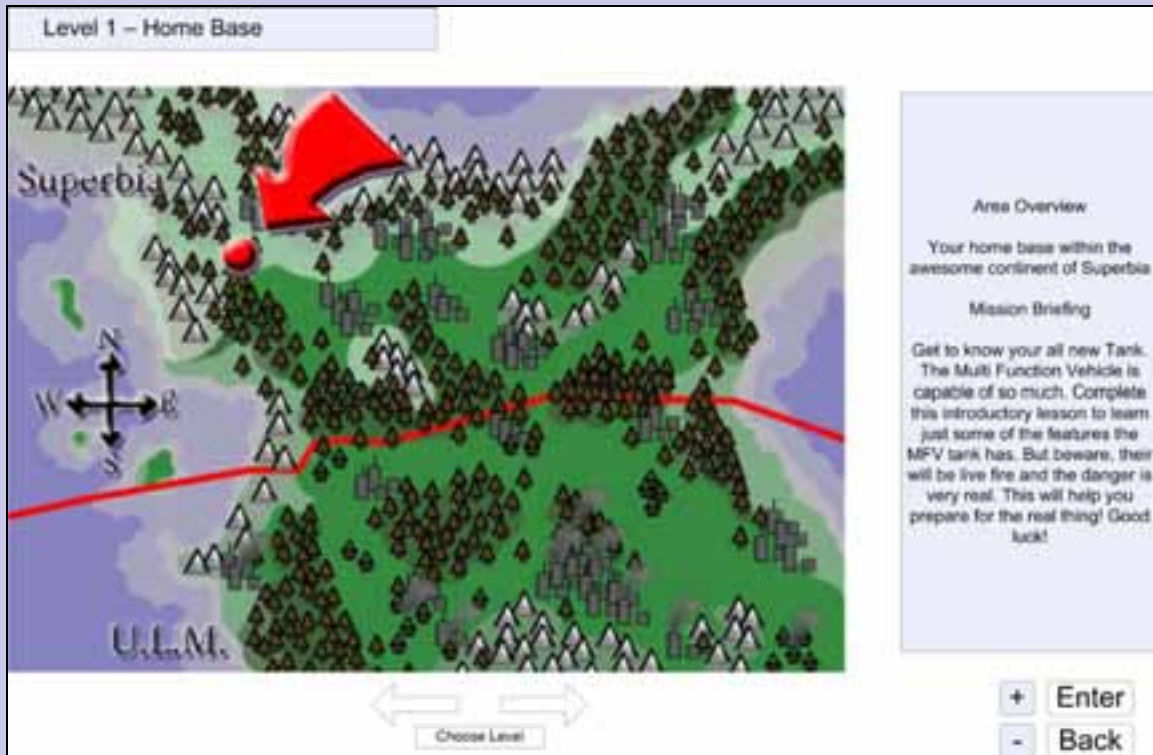 Level 1 – Home Base
Superbia
N
W
E
S
U.L.M.
Area Overview
Your home base within the
awesome continent of Superbia
Mission Briefing
Get to know your all new Tank.
The Multi Function Vehicle is
capable of so much. Complete
this introductory lesson to learn
just some of the features the
MFV tank has. But beware, their
will be live fire and the danger is
very real. This will help you
prepare for the real thing! Good
luck!
Choose Level
+ Enter
- Back